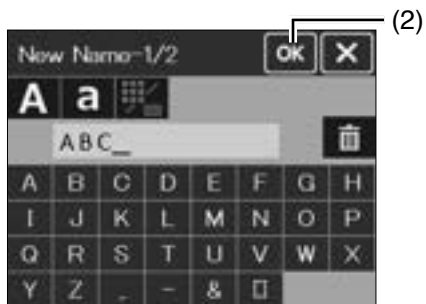 (2)
New Name-1/2 OK X
A a
ABC_
A B C D E F G H
I J K L M N O P
Q R S T U V W X
Y Z _ - &